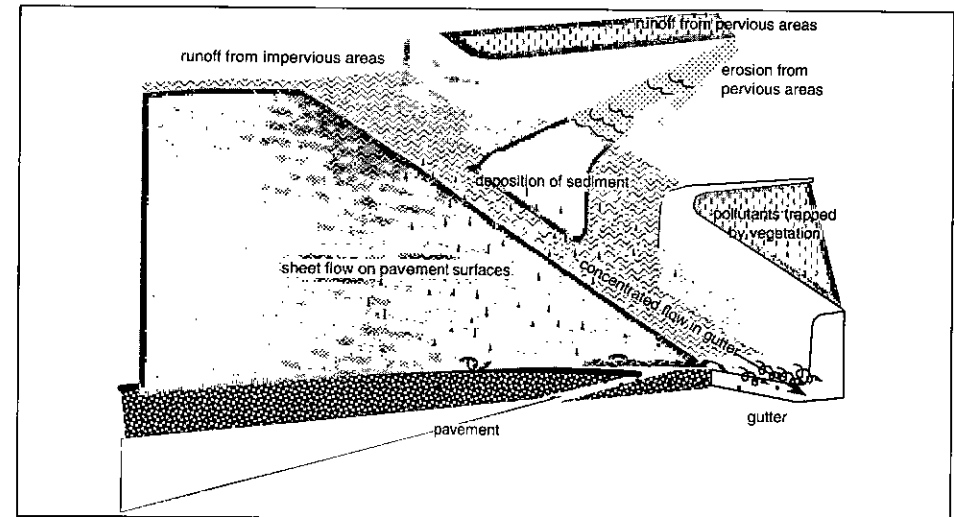 runoff from pervious areas
runoff from impervious areas
erosion from
pervious areas
deposition of sediment
pollutants trapped
by vegetation
sheet flow on pavement surfaces
concentrated flow in gutter
gutter
pavement